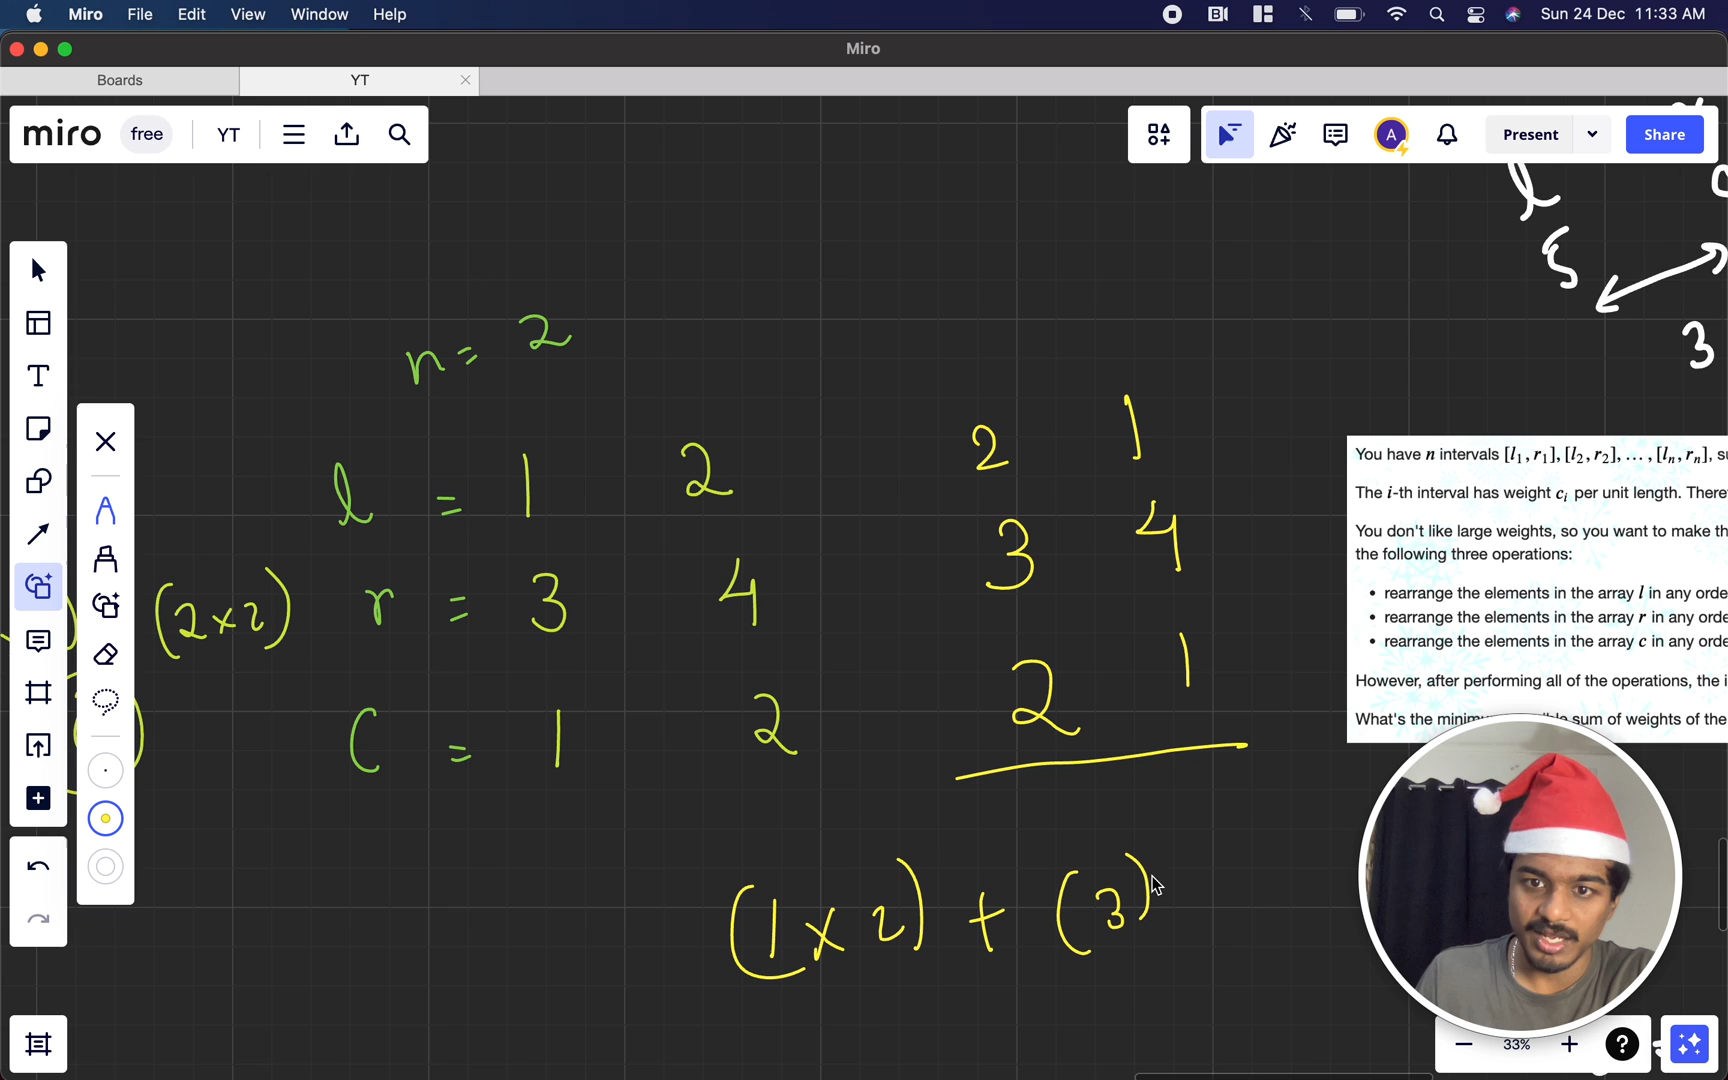 Miro File Edit View Window Help
Sun 24 Dec 11:33 AM
Miro
Boards
YT
miro free YT
A
Present
Share
l
5
3
n = 2
l = 1 2
r = 3 4
(2×2)
C = 1 2
2 1
3 4
2 1
(1 × 2) + (3)
You have n intervals [l₁, r₁], [l₂, r₂], …, [lₙ, rₙ], su
The i-th interval has weight cᵢ per unit length. There
You don't like large weights, so you want to make th
the following three operations:
• rearrange the elements in the array l in any orde
• rearrange the elements in the array r in any orde
• rearrange the elements in the array c in any orde
However, after performing all of the operations, the i
What's the minim sum of weights of the
33%